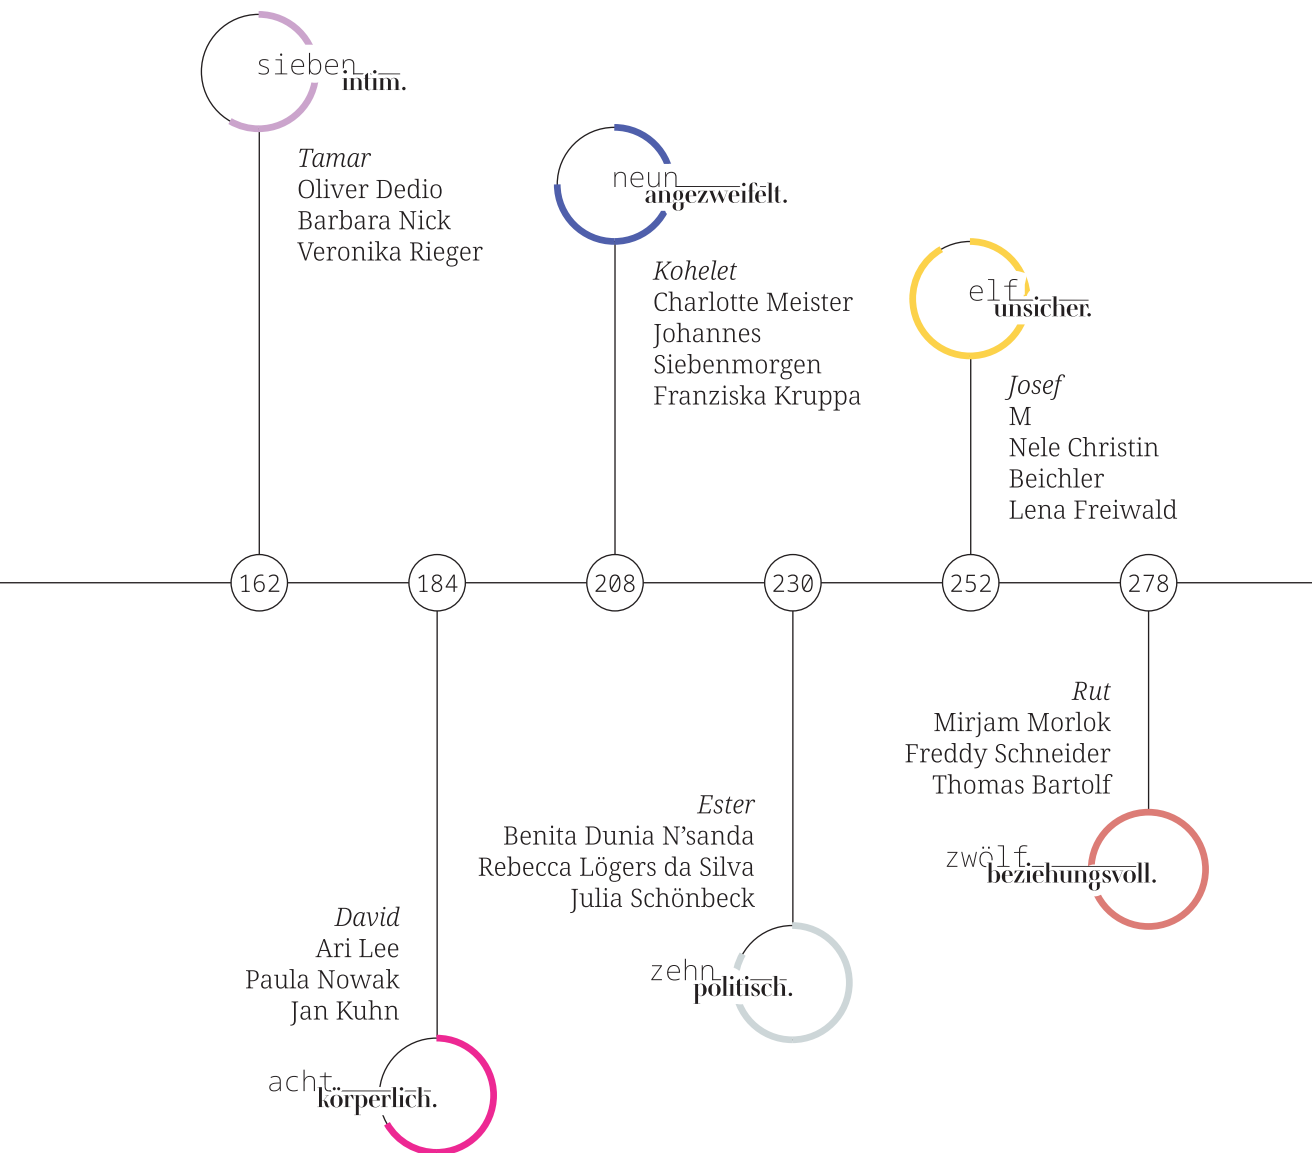 sieben
intim.
Tamar
Oliver Dedio
Barbara Nick
Veronika Rieger
neun
angezweifelt.
Kohelet
Charlotte Meister
Johannes
Siebenmorgen
Franziska Kruppa
elf
unsicher.
Josef
M
Nele Christin
Beichler
Lena Freiwald
162
184
208
230
252
278
Rut
Mirjam Morlok
Freddy Schneider
Thomas Bartolf
zwölf
beziehungsvoll.
Ester
Benita Dunia N’sanda
Rebecca Lögers da Silva
Julia Schönbeck
zehn
politisch.
David
Ari Lee
Paula Nowak
Jan Kuhn
acht
körperlich.